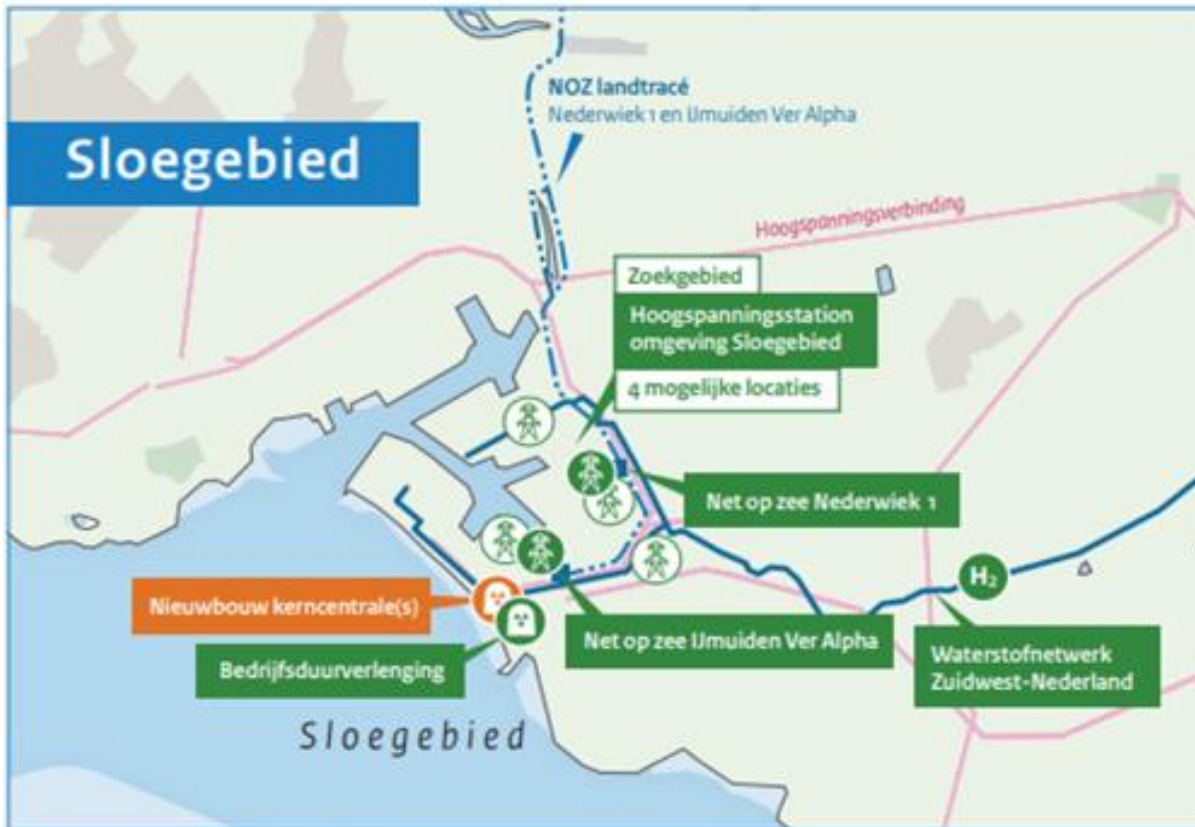 Sloegebied
NOZ landtracé
Nederwiek 1 en IJmuiden Ver Alpha
Hoogspanningsverbinding
Zoekgebied
Hoogspanningsstation
omgeving Sloegebied
4 mogelijke locaties
Net op zee Nederwiek 1
H₂
Nieuwbouw kerncentrale(s)
Net op zee IJmuiden Ver Alpha
Bedrijfsduurverlenging
Waterstofnetwerk
Zuidwest-Nederland
Sloegebied